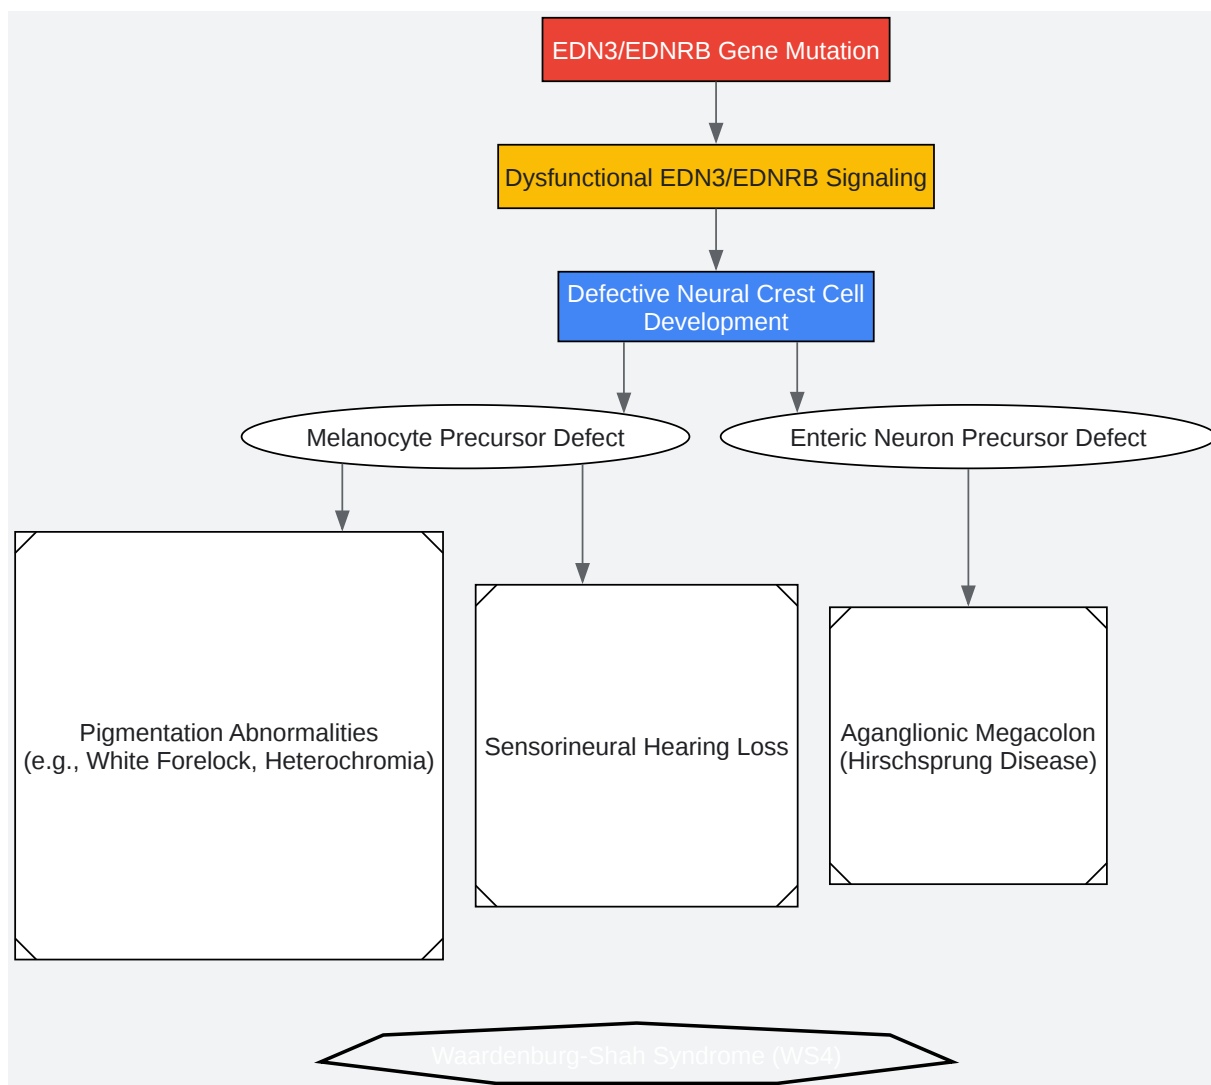 EDN3/EDNRB Gene Mutation
Dysfunctional EDN3/EDNRB Signaling
Defective Neural Crest Cell
Development
Melanocyte Precursor Defect
Enteric Neuron Precursor Defect
Pigmentation Abnormalities
(e.g., White Forelock, Heterochromia)
Sensorineural Hearing Loss
Aganglionic Megacolon
(Hirschsprung Disease)
Waardenburg-Shah Syndrome (WS4)